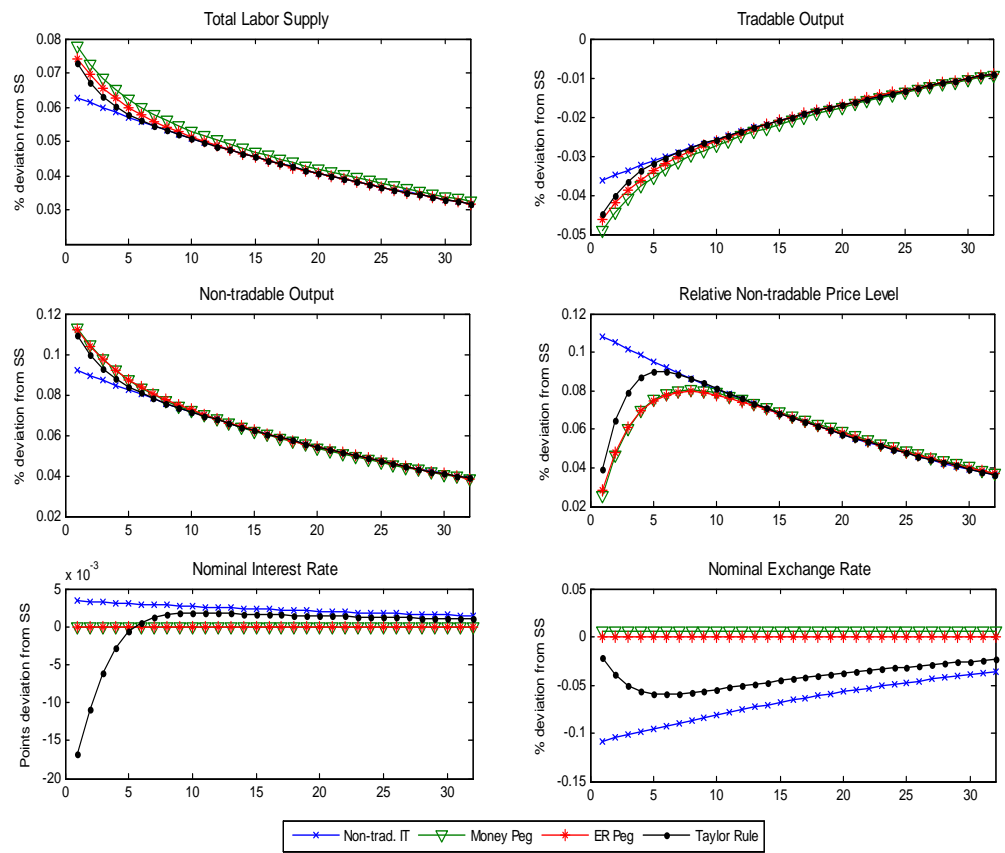 Total Labor Supply
% deviation from SS
0.08
0.07
0.06
0.05
0.04
0.03
0 5 10 15 20 25 30
Tradable Output
% deviation from SS
0
-0.01
-0.02
-0.03
-0.04
-0.05
0 5 10 15 20 25 30
Non-tradable Output
% deviation from SS
0.12
0.1
0.08
0.06
0.04
0.02
0 5 10 15 20 25 30
Relative Non-tradable Price Level
% deviation from SS
0.12
0.1
0.08
0.06
0.04
0.02
0 5 10 15 20 25 30
Nominal Interest Rate
x 10-3
Points deviation from SS
5
0
-5
-10
-15
-20
0 5 10 15 20 25 30
Nominal Exchange Rate
% deviation from SS
0.05
0
-0.05
-0.1
-0.15
0 5 10 15 20 25 30
Non-trad. IT Money Peg ER Peg Taylor Rule